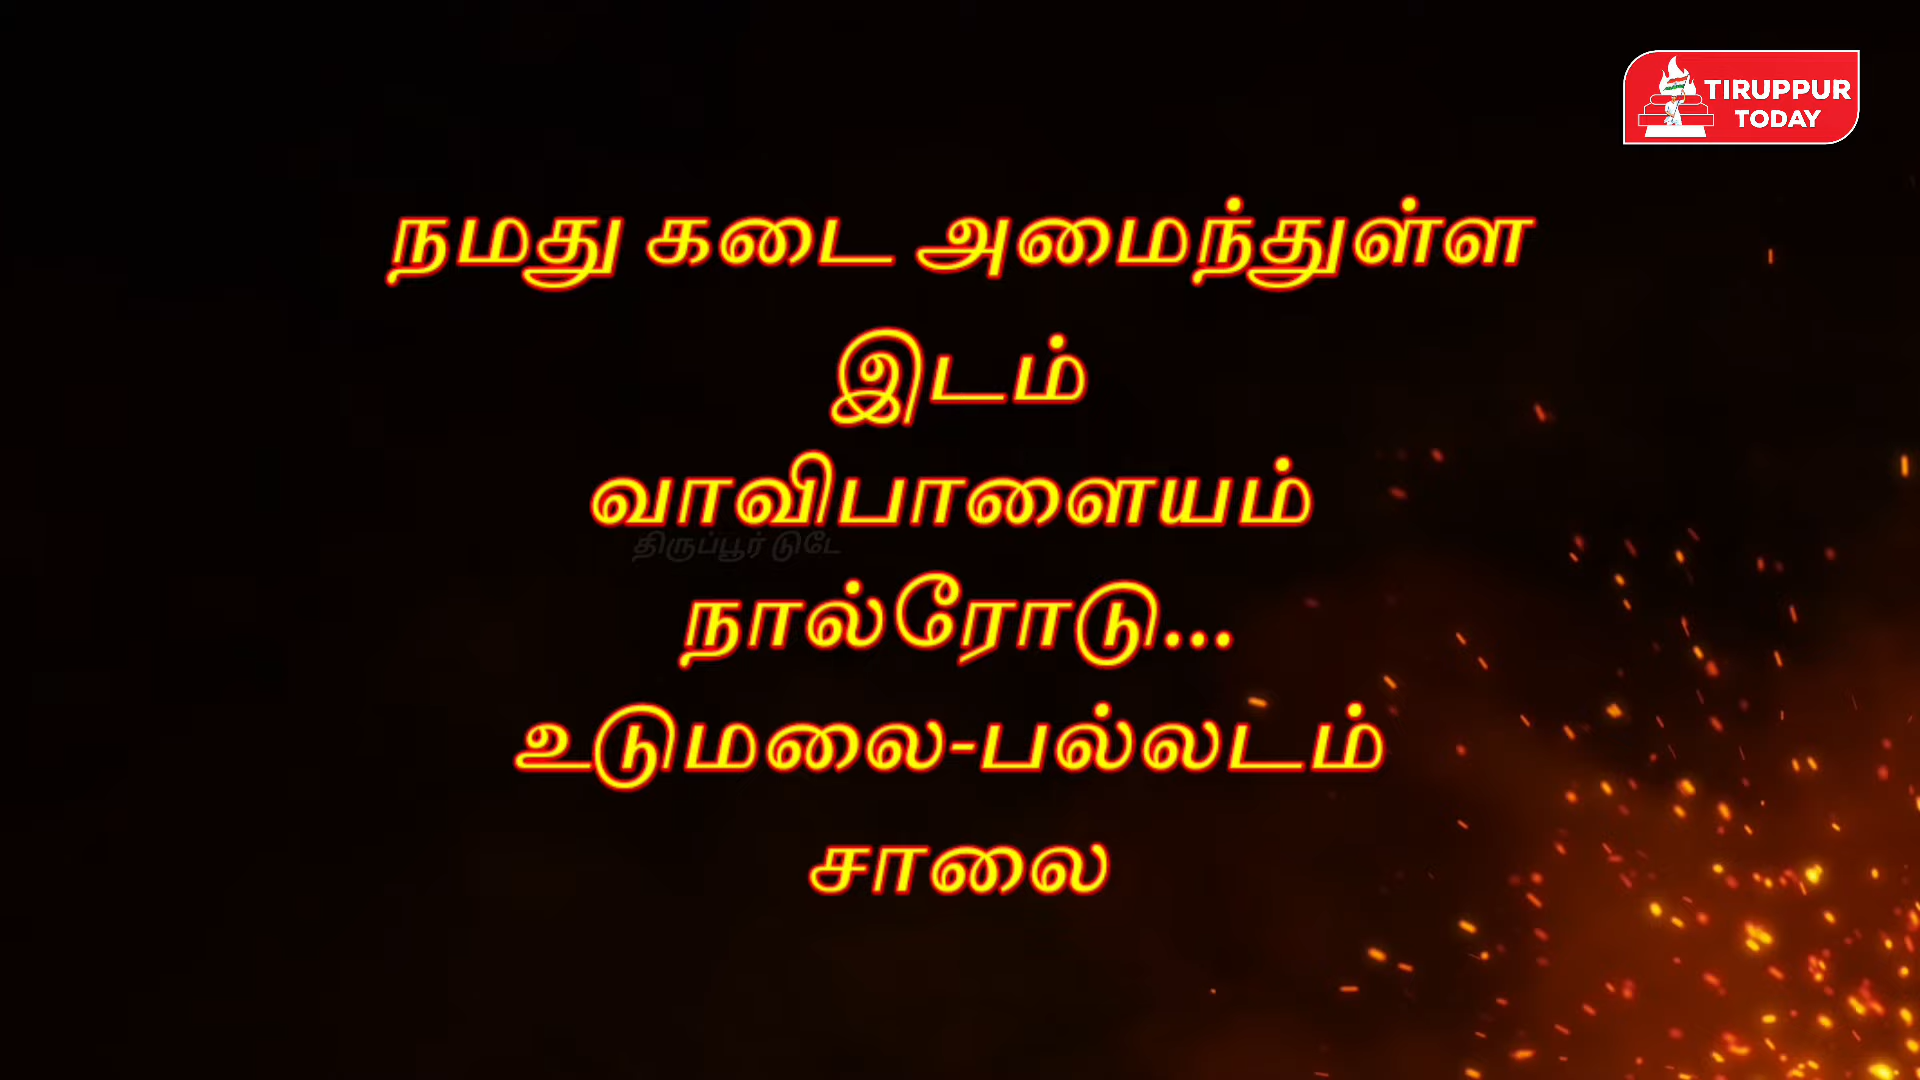 TIRUPPUR
TODAY
நமது கடை அமைந்துள்ள
இடம்
வாவிபாளையம்
திருப்பூர் டுடே
நால்ரோடு...
உடுமலை-பல்லடம்
சாலை